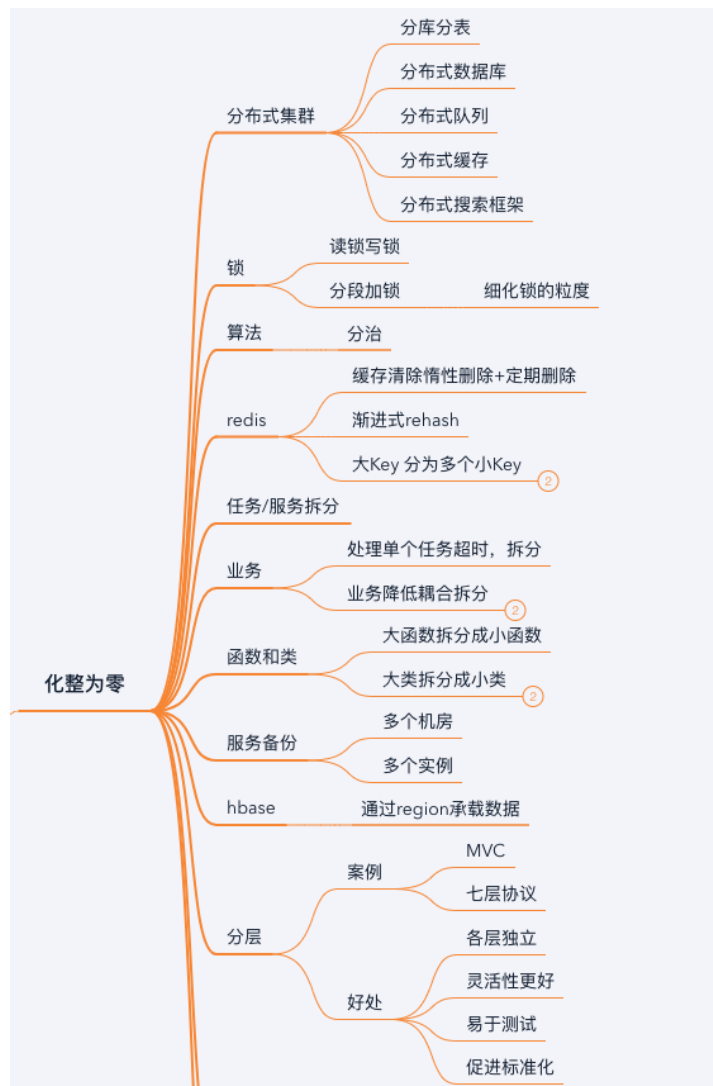 分库分表
分布式数据库
分布式集群
分布式队列
分布式缓存
分布式搜索框架
读锁写锁
锁
分段加锁
细化锁的粒度
算法
分治
缓存清除惰性删除+定期删除
redis
渐进式rehash
大Key 分为多个小Key
2
任务/服务拆分
处理单个任务超时，拆分
业务
业务降低耦合拆分
2
大函数拆分成小函数
函数和类
大类拆分成小类
2
化整为零
多个机房
服务备份
多个实例
hbase
通过region承载数据
MVC
案例
七层协议
分层
各层独立
灵活性更好
好处
易于测试
促进标准化